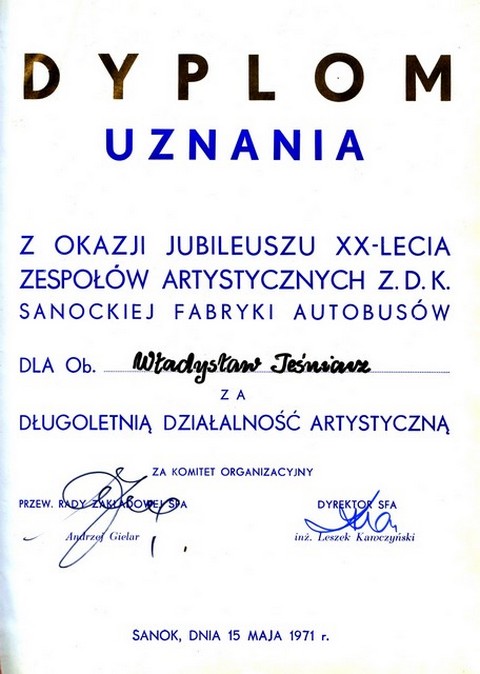 DYPLOM
UZNANIA
Z OKAZJI JUBILEUSZU XX-LECIA
ZESPOŁÓW ARTYSTYCZNYCH Z.D.K.
SANOCKIEJ FABRYKI AUTOBUSÓW
DLA Ob. Władysław Jeśniarz
ZA
DŁUGOLETNIĄ DZIAŁALNOŚĆ ARTYSTYCZNĄ
ZA KOMITET ORGANIZACYJNY
PRZEW. RADY ZAKŁADOWEJ SFA DYREKTOR SFA
Andrzej Gielar inż. Leszek Kawczyński
SANOK, DNIA 15 MAJA 1971 r.